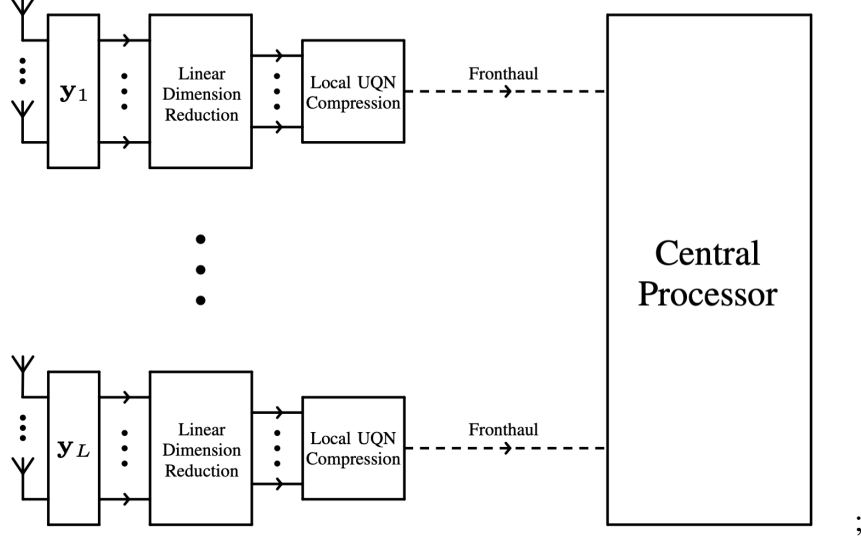 y1
Linear
Dimension
Reduction
Local UQN
Compression
Fronthaul
Central
Processor
yL
Linear
Dimension
Reduction
Local UQN
Compression
Fronthaul
;